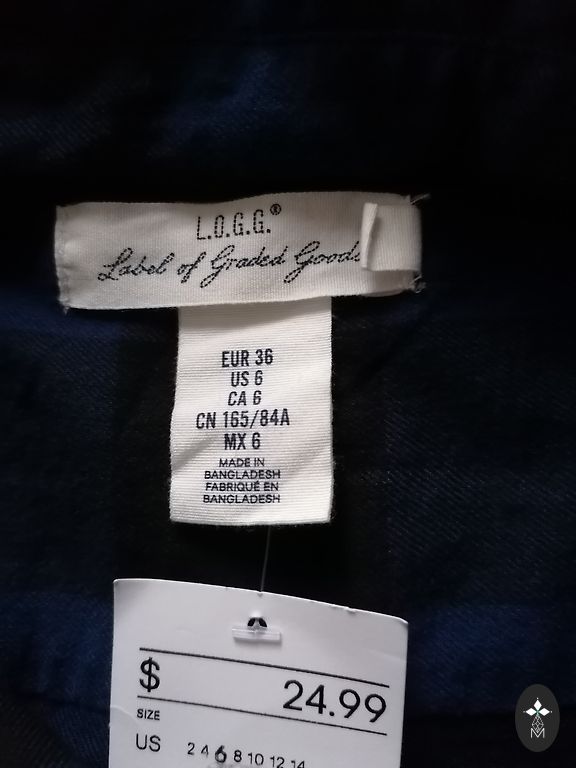 L.O.G.G.®
Label of Graded Goods
EUR 36
US 6
CA 6
CN 165/84A
MX 6
MADE IN
BANGLADESH
FABRIQUÉ EN
BANGLADESH
$ 24.99
SIZE
US 2 4 6 8 10 12 14
M